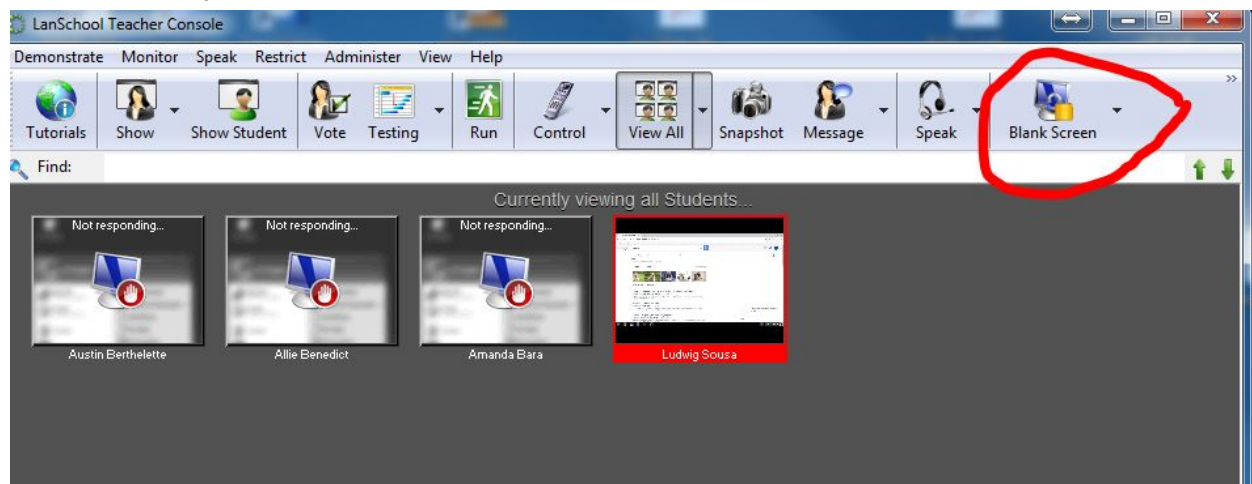 LanSchool Teacher Console
Demonstrate Monitor Speak Restrict Administer View Help
Tutorials Show Show Student Vote Testing Run Control View All Snapshot Message Speak Blank Screen
Find:
Currently viewing all Students...
Not responding... Not responding... Not responding...
Austin Berthelette Allie Benedict Amanda Bara Ludwig Sousa